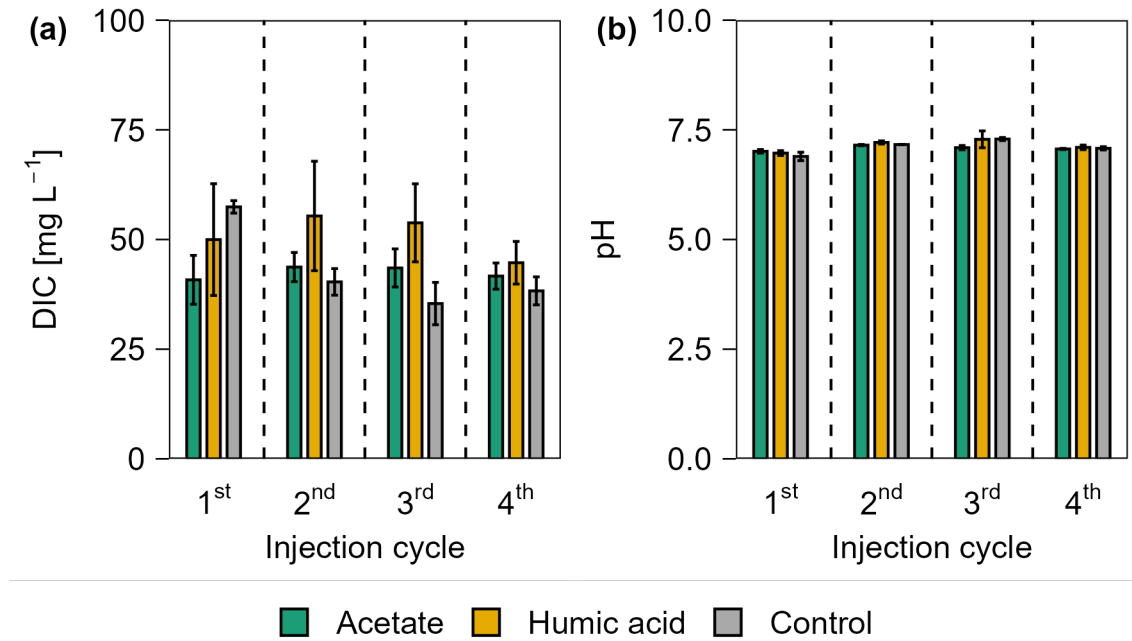 (a)
DIC [mg L⁻¹]
100
75
50
25
0
1ˢᵗ 2ⁿᵈ 3ʳᵈ 4ᵗʰ
Injection cycle
(b)
pH
10.0
7.5
5.0
2.5
0.0
1ˢᵗ 2ⁿᵈ 3ʳᵈ 4ᵗʰ
Injection cycle
Acetate Humic acid Control